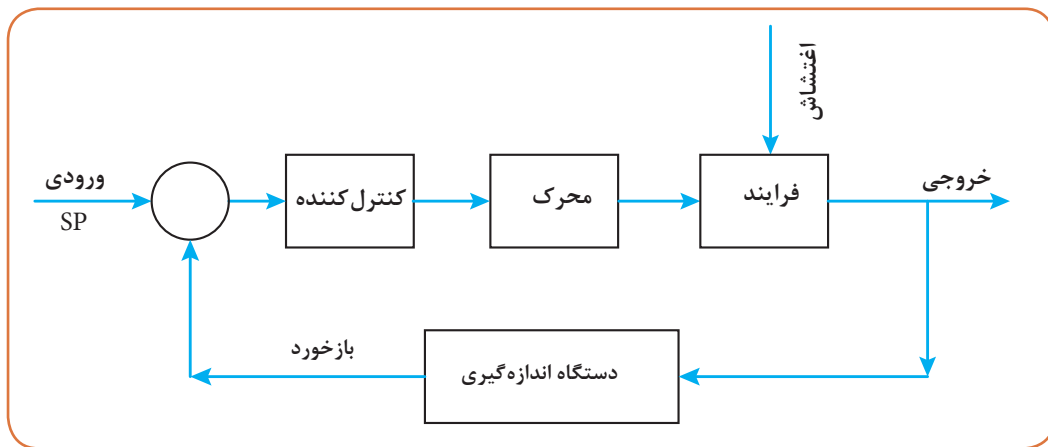 اغتشاش
ورودی
SP
کنترل‌کننده
محرک
فرایند
خروجی
بازخورد
دستگاه اندازه‌گیری